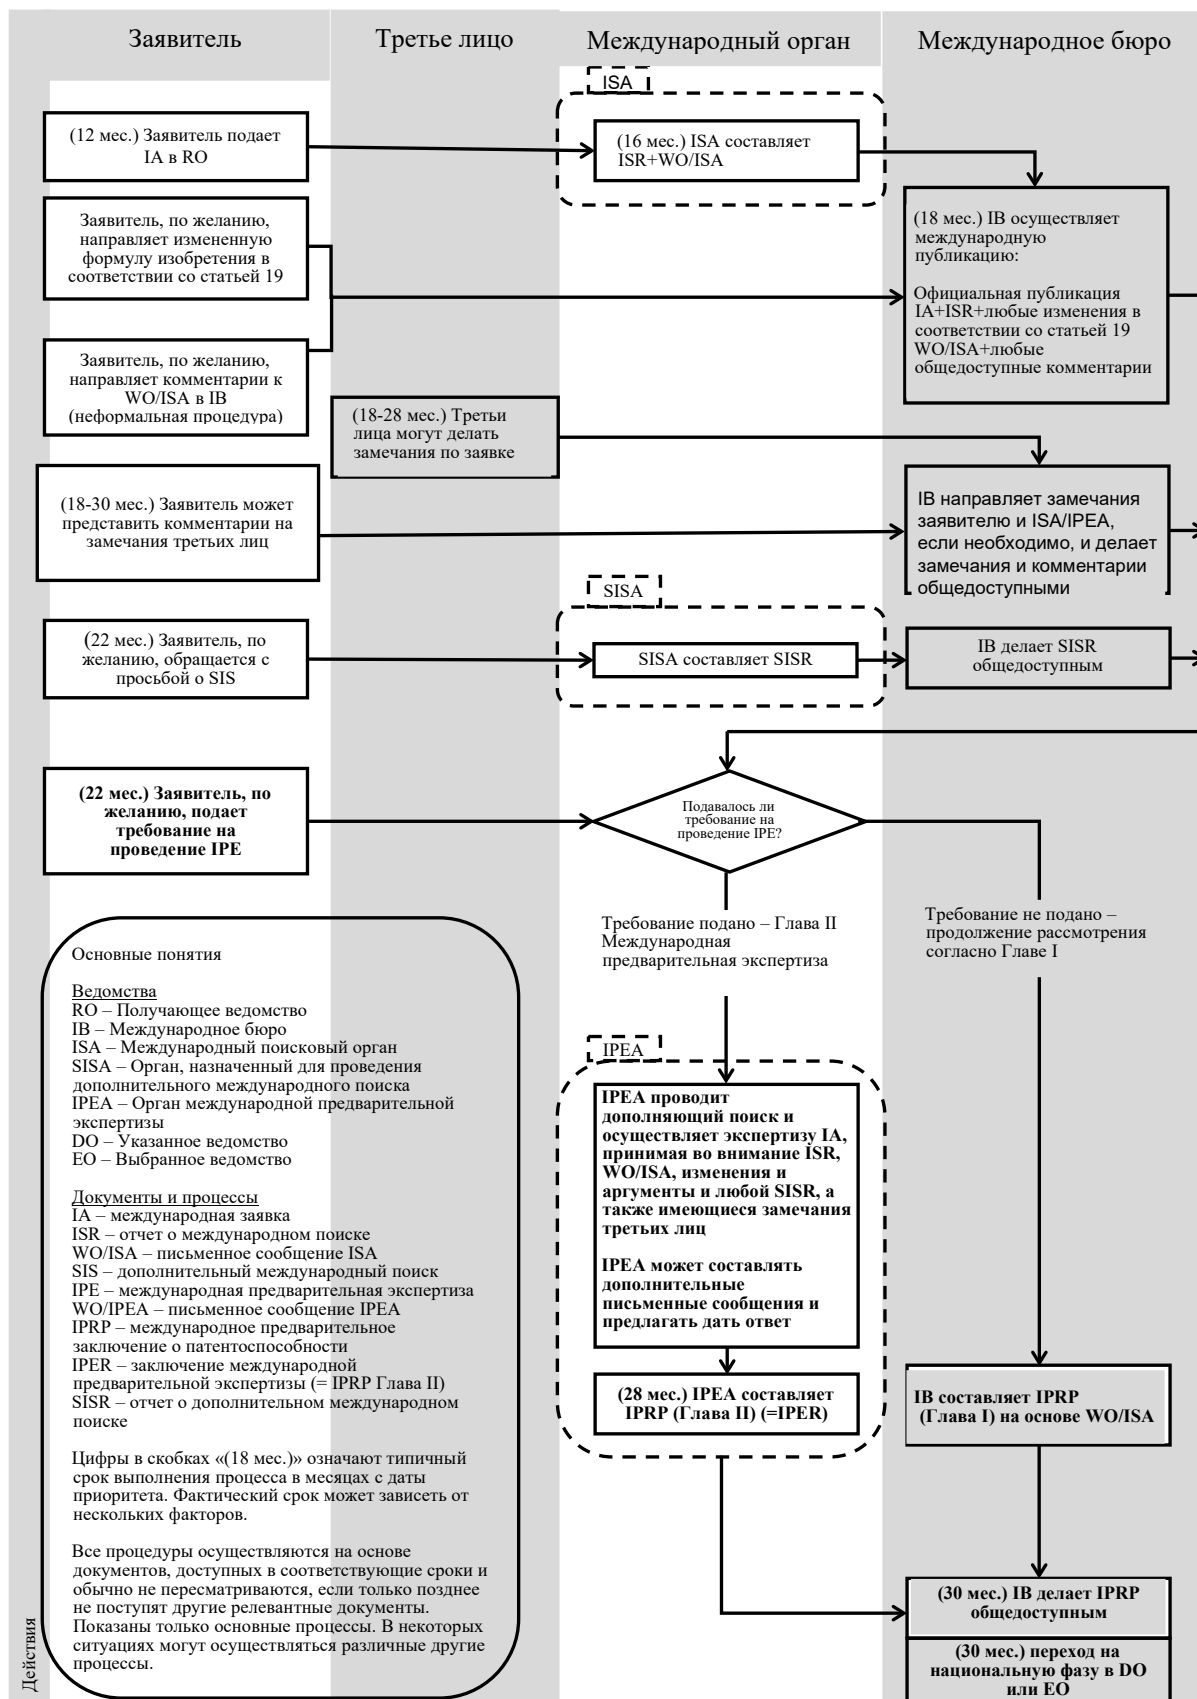 Заявитель
Третье лицо
Международный орган
Международное бюро
ISA
(12 мес.) Заявитель подает
IA в RO
(16 мес.) ISA составляет
ISR+WO/ISA
Заявитель, по желанию,
направляет измененную
формулу изобретения в
соответствии со статьей 19
(18 мес.) IB осуществляет
международную
публикацию:
Официальная публикация
IA+ISR+любые изменения в
соответствии со статьей 19
WO/ISA+любые
общедоступные комментарии
Заявитель, по желанию,
направляет комментарии к
WO/ISA в IB
(неформальная процедура)
(18-28 мес.) Третьи
лица могут делать
замечания по заявке
(18-30 мес.) Заявитель может
представить комментарии на
замечания третьих лиц
IB направляет замечания
заявителю и ISA/IPEA,
если необходимо, и делает
замечания и комментарии
общедоступными
SISA
(22 мес.) Заявитель, по
желанию, обращается с
просьбой о SIS
SISA составляет SISR
IB делает SISR
общедоступным
(22 мес.) Заявитель, по
желанию, подает
требование на
проведение IPE
Подавалось ли
требование на
проведение IPE?
Требование подано – Глава II
Международная
предварительная экспертиза
Требование не подано –
продолжение рассмотрения
согласно Главе I
Основные понятия
Ведомства
RO – Получающее ведомство
IB – Международное бюро
ISA – Международный поисковый орган
SISA – Орган, назначенный для проведения
дополнительного международного поиска
IPEA – Орган международной предварительной
экспертизы
DO – Указанное ведомство
EO – Выбранное ведомство
Документы и процессы
IA – международная заявка
ISR – отчет о международном поиске
WO/ISA – письменное сообщение ISA
SIS – дополнительный международный поиск
IPE – международная предварительная экспертиза
WO/IPEA – письменное сообщение IPEA
IPRP – международное предварительное
заключение о патентоспособности
IPER – заключение международной
предварительной экспертизы (= IPRP Глава II)
SISR – отчет о дополнительном международном
поиске
Цифры в скобках «(18 мес.)» означают типичный
срок выполнения процесса в месяцах с даты
приоритета. Фактический срок может зависеть от
нескольких факторов.
Все процедуры осуществляются на основе
документов, доступных в соответствующие сроки и
обычно не пересматриваются, если только позднее
не поступят другие релевантные документы.
Показаны только основные процессы. В некоторых
ситуациях могут осуществляться различные другие
процессы.
IPEA
IPEA проводит
дополняющий поиск и
осуществляет экспертизу IA,
принимая во внимание ISR,
WO/ISA, изменения и
аргументы и любой SISR, а
также имеющиеся замечания
третьих лиц
IPEA может составлять
дополнительные
письменные сообщения и
предлагать дать ответ
(28 мес.) IPEA составляет
IPRP (Глава II) (=IPER)
IB составляет IPRP
(Глава I) на основе WO/ISA
(30 мес.) IB делает IPRP
общедоступным
(30 мес.) переход на
национальную фазу в DO
или EO
Действия